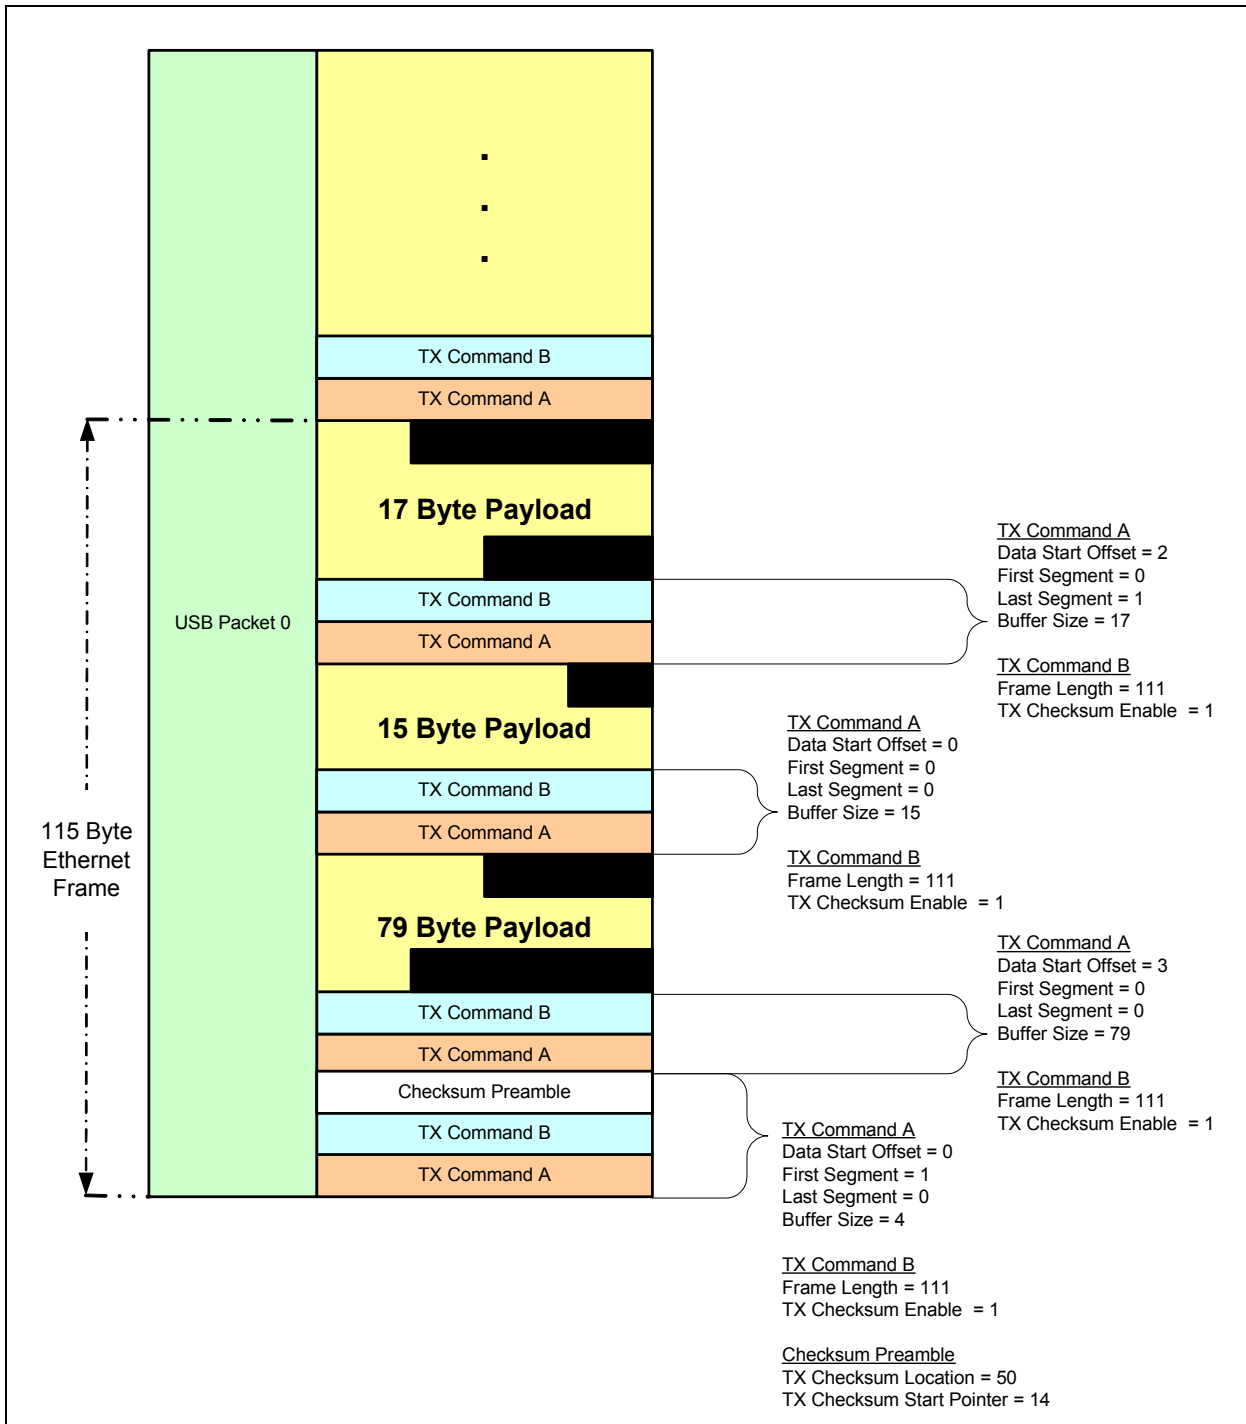 TX Command B
TX Command A
17 Byte Payload
TX Command B
TX Command A
USB Packet 0
15 Byte Payload
TX Command B
TX Command A
115 Byte
Ethernet
Frame
79 Byte Payload
TX Command B
TX Command A
Checksum Preamble
TX Command B
TX Command A
TX Command A
Data Start Offset = 2
First Segment = 0
Last Segment = 1
Buffer Size = 17
TX Command B
Frame Length = 111
TX Checksum Enable = 1
TX Command A
Data Start Offset = 0
First Segment = 0
Last Segment = 0
Buffer Size = 15
TX Command B
Frame Length = 111
TX Checksum Enable = 1
TX Command A
Data Start Offset = 3
First Segment = 0
Last Segment = 0
Buffer Size = 79
TX Command B
Frame Length = 111
TX Checksum Enable = 1
TX Command A
Data Start Offset = 0
First Segment = 1
Last Segment = 0
Buffer Size = 4
TX Command B
Frame Length = 111
TX Checksum Enable = 1
Checksum Preamble
TX Checksum Location = 50
TX Checksum Start Pointer = 14